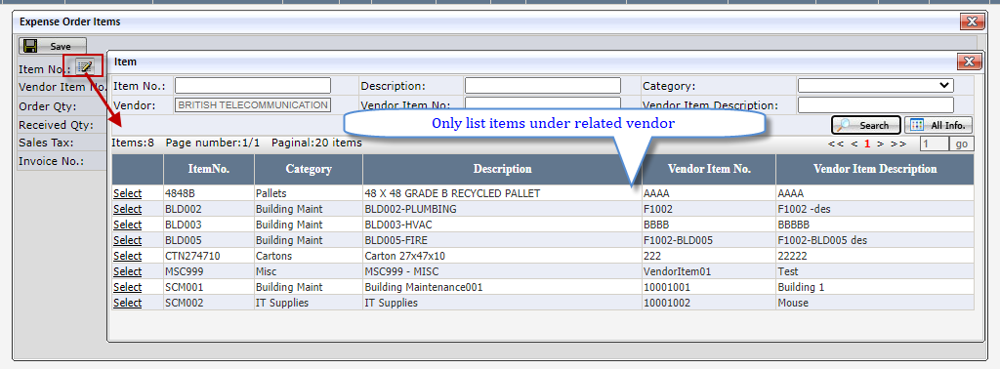 Expense Order Items
Save
Item
Item No.:
Item No.: Description: Category:
Vendor Item No.
Vendor: BRITISH TELECOMMUNICATION Vendor Item No: Vendor Item Description:
Order Qty:
Only list items under related vendor
Received Qty:
Search All Info.
Sales Tax:
Items:8 Page number:1/1 Paginal:20 items << < 1 > >> 1 go
Invoice No.:
ItemNo. Category Description Vendor Item No. Vendor Item Description
Select 4848B Pallets 48 X 48 GRADE B RECYCLED PALLET AAAA AAAA
Select BLD002 Building Maint BLD002-PLUMBING F1002 F1002 -des
Select BLD003 Building Maint BLD003-HVAC BBBB BBBBB
Select BLD005 Building Maint BLD005-FIRE F1002-BLD005 F1002-BLD005 des
Select CTN274710 Cartons Carton 27x47x10 222 22222
Select MSC999 Misc MSC999 - MISC VendorItem01 Test
Select SCM001 Building Maint Building Maintenance001 10001001 Building 1
Select SCM002 IT Supplies IT Supplies 10001002 Mouse